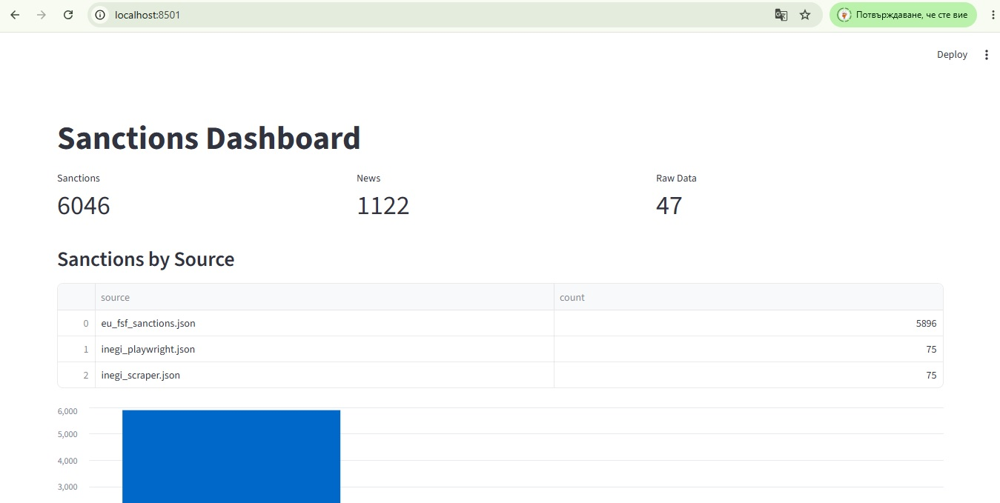 localhost:8501
Потвърждаване, че сте вие
Deploy
Sanctions Dashboard
Sanctions News Raw Data
6046 1122 47
Sanctions by Source
source count
0 eu_fsf_sanctions.json 5896
1 inegi_playwright.json 75
2 inegi_scraper.json 75
6,000
5,000
4,000
3,000